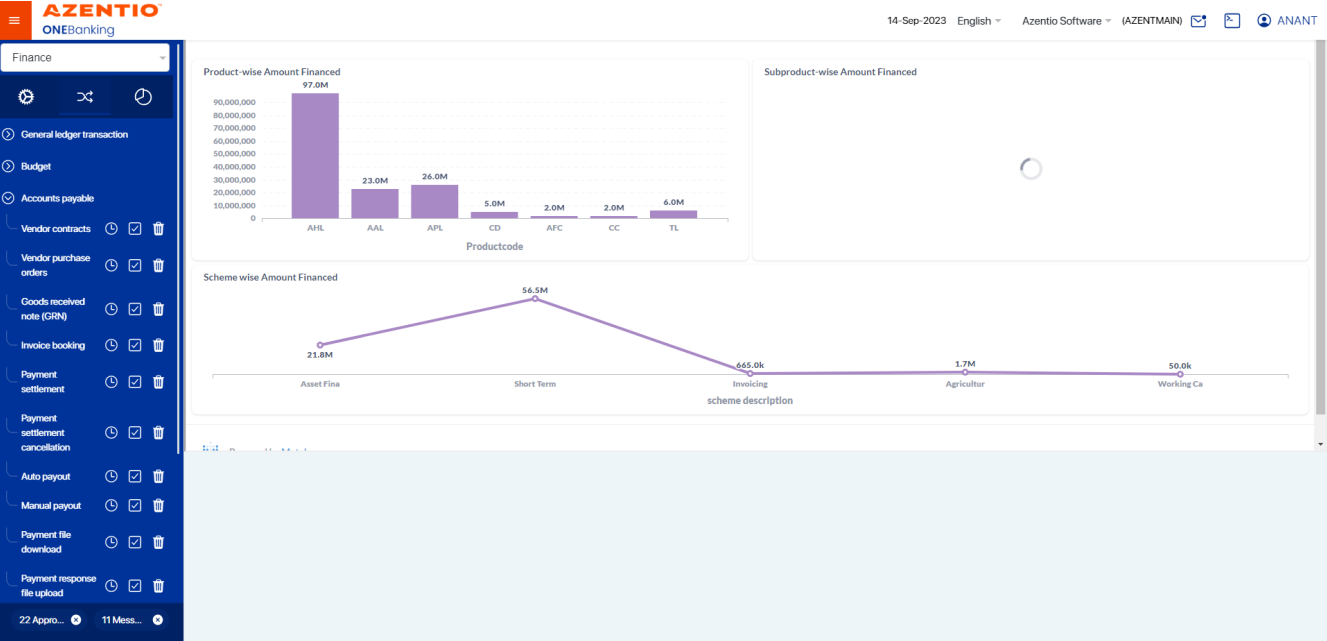 AZENTIO™
ONEBanking
14-Sep-2023 English Azentio Software (AZENTMAIN) ANANT
Finance
General ledger transaction
Budget
Accounts payable
Vendor contracts
Vendor purchase
orders
Goods received
note (GRN)
Invoice booking
Payment
settlement
Payment
settlement
cancellation
Auto payout
Manual payout
Payment file
download
Payment response
file upload
22 Appro...
11 Mess...
Product-wise Amount Financed
97.0M
90,000,000
80,000,000
70,000,000
60,000,000
50,000,000
40,000,000
30,000,000
20,000,000
10,000,000
0
23.0M
26.0M
5.0M
2.0M
2.0M
6.0M
AHL AAL APL CD AFC CC TL
Productcode
Subproduct-wise Amount Financed
Scheme wise Amount Financed
56.5M
21.8M
665.0k
1.7M
50.0k
Asset Fina Short Term Invoicing Agricultur Working Ca
scheme description